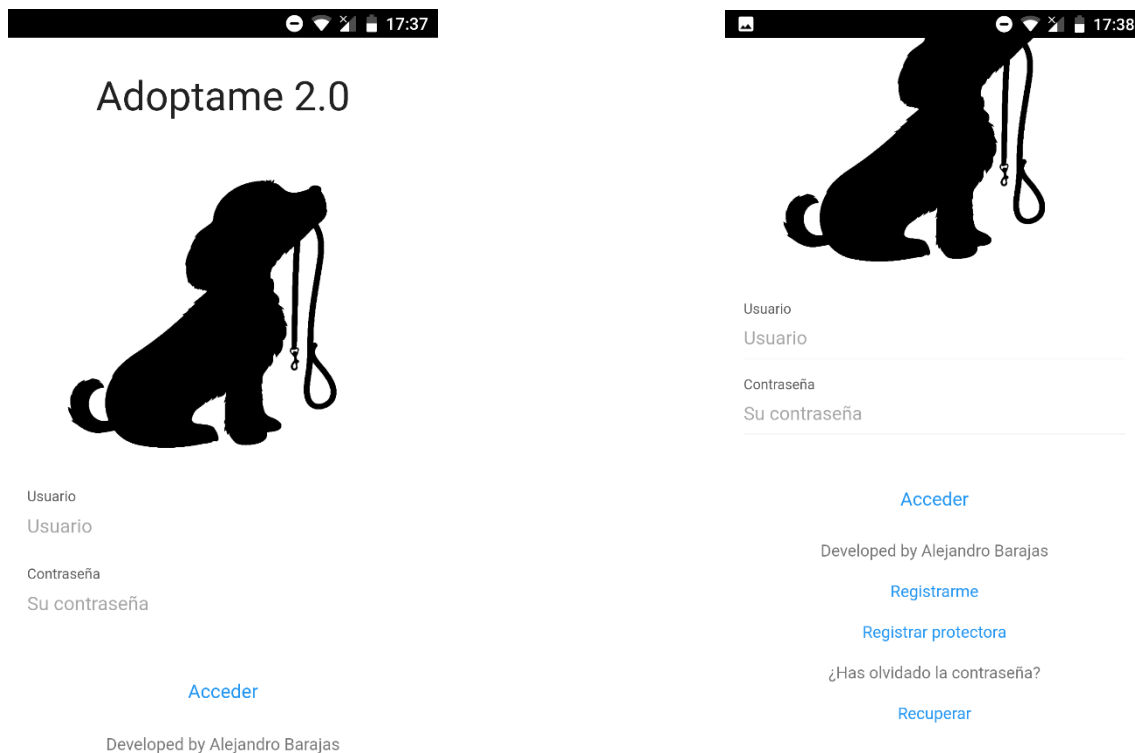 17:37
Adoptame 2.0
Usuario
Usuario
Contraseña
Su contraseña
Acceder
Developed by Alejandro Barajas
17:38
Usuario
Usuario
Contraseña
Su contraseña
Acceder
Developed by Alejandro Barajas
Registrarme
Registrar protectora
¿Has olvidado la contraseña?
Recuperar